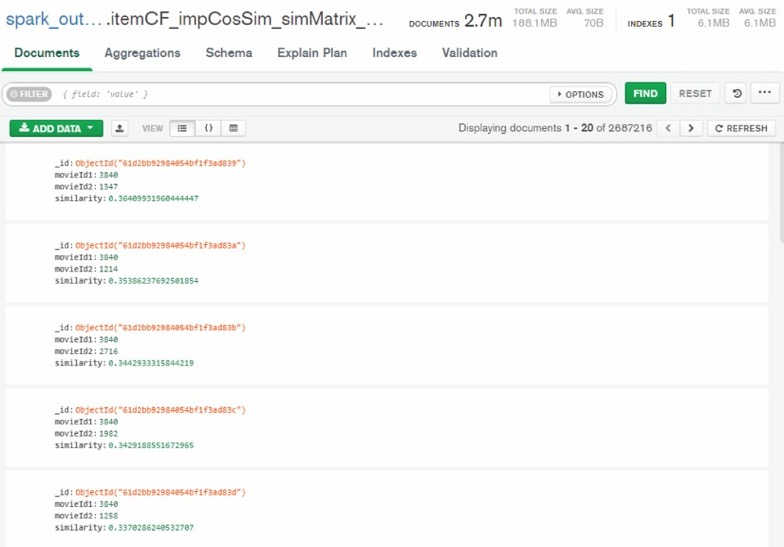 spark_out... .itemCF_impCosSim_simMatrix_...
DOCUMENTS 2.7m TOTAL SIZE 188.1MB AVG. SIZE 70B INDEXES 1 TOTAL SIZE 6.1MB AVG. SIZE 6.1MB
Documents Aggregations Schema Explain Plan Indexes Validation
FILTER { field: 'value' } OPTIONS FIND RESET ...
ADD DATA VIEW {} Displaying documents 1 - 20 of 2687216 < > REFRESH
_id: ObjectId("61d2bb92984054bf1f3ad839")
movieId1: 3840
movieId2: 1347
similarity: 0.36409931960444447
_id: ObjectId("61d2bb92984054bf1f3ad83a")
movieId1: 3840
movieId2: 1214
similarity: 0.35386237692501854
_id: ObjectId("61d2bb92984054bf1f3ad83b")
movieId1: 3840
movieId2: 2716
similarity: 0.3442933315844219
_id: ObjectId("61d2bb92984054bf1f3ad83c")
movieId1: 3840
movieId2: 1982
similarity: 0.3429188551672965
_id: ObjectId("61d2bb92984054bf1f3ad83d")
movieId1: 3840
movieId2: 1258
similarity: 0.3370286240532707